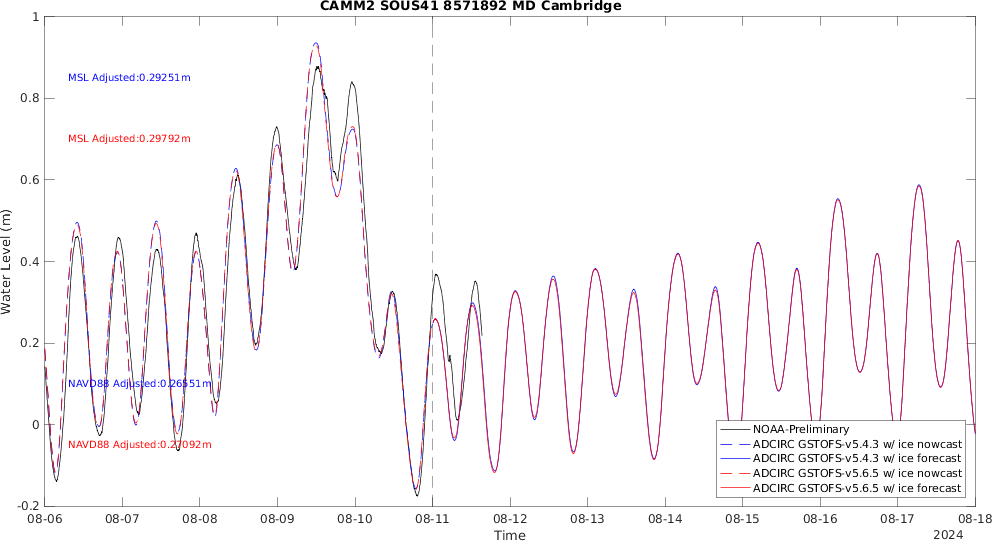 CAMM2 SOUS41 8571892 MD Cambridge
1
MSL Adjusted:0.29251m
0.8
MSL Adjusted:0.29792m
0.6
Water Level (m)
0.4
0.2
NAVD88 Adjusted:0.26551m
0
NAVD88 Adjusted:0.27092m
-0.2
NOAA-Preliminary
ADCIRC GSTOFS-v5.4.3 w/ ice nowcast
ADCIRC GSTOFS-v5.4.3 w/ ice forecast
ADCIRC GSTOFS-v5.6.5 w/ ice nowcast
ADCIRC GSTOFS-v5.6.5 w/ ice forecast
08-06 08-07 08-08 08-09 08-10 08-11 08-12 08-13 08-14 08-15 08-16 08-17 08-18
Time
2024